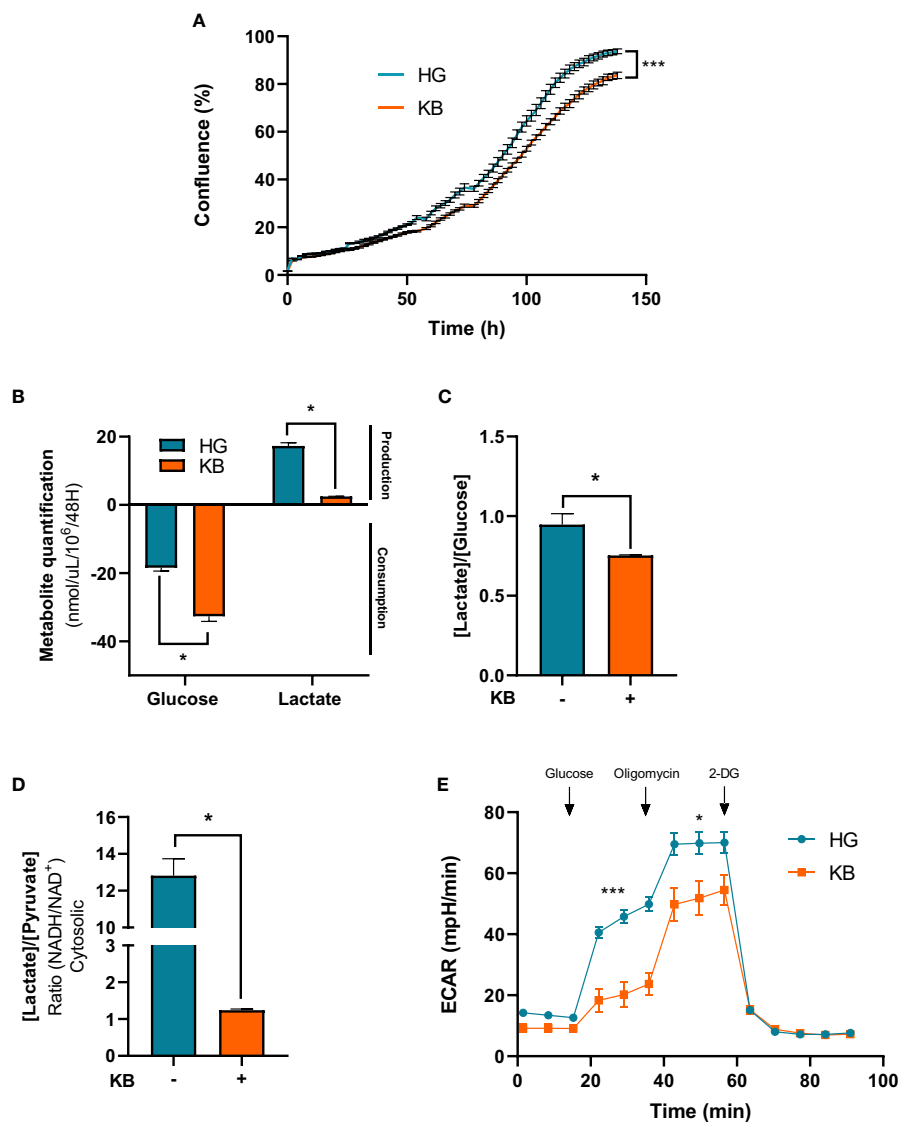 A
100
80
60
40
20
0
Confluence (%)
HG
KB
***
0 50 100 150
Time (h)
B
20
0
-20
-40
Metabolite quantification
(nmol/uL/10⁶/48H)
HG
KB
*
*
Production
Consumption
Glucose Lactate
C
1.5
1.0
0.5
0.0
[Lactate]/[Glucose]
*
KB - +
D
16
14
12
10
3
2
1
0
[Lactate]/[Pyruvate]
Ratio (NADH/NAD⁺)
Cytosolic
*
KB - +
E
Glucose Oligomycin 2-DG
80
60
40
20
0
ECAR (mpH/min)
***
*
HG
KB
0 20 40 60 80 100
Time (min)